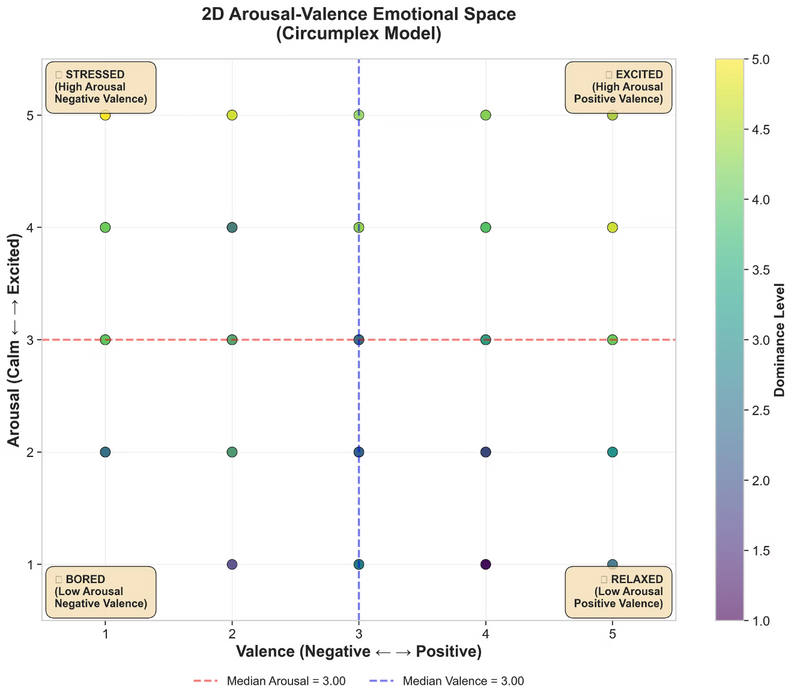 2D Arousal-Valence Emotional Space
(Circumplex Model)
▯ STRESSED
(High Arousal
Negative Valence)
▯ EXCITED
(High Arousal
Positive Valence)
▯ BORED
(Low Arousal
Negative Valence)
▯ RELAXED
(Low Arousal
Positive Valence)
Arousal (Calm ← → Excited)
5
4
3
2
1
1 2 3 4 5
Valence (Negative ← → Positive)
Median Arousal = 3.00 Median Valence = 3.00
5.0
4.5
4.0
3.5
3.0
2.5
2.0
1.5
1.0
Dominance Level